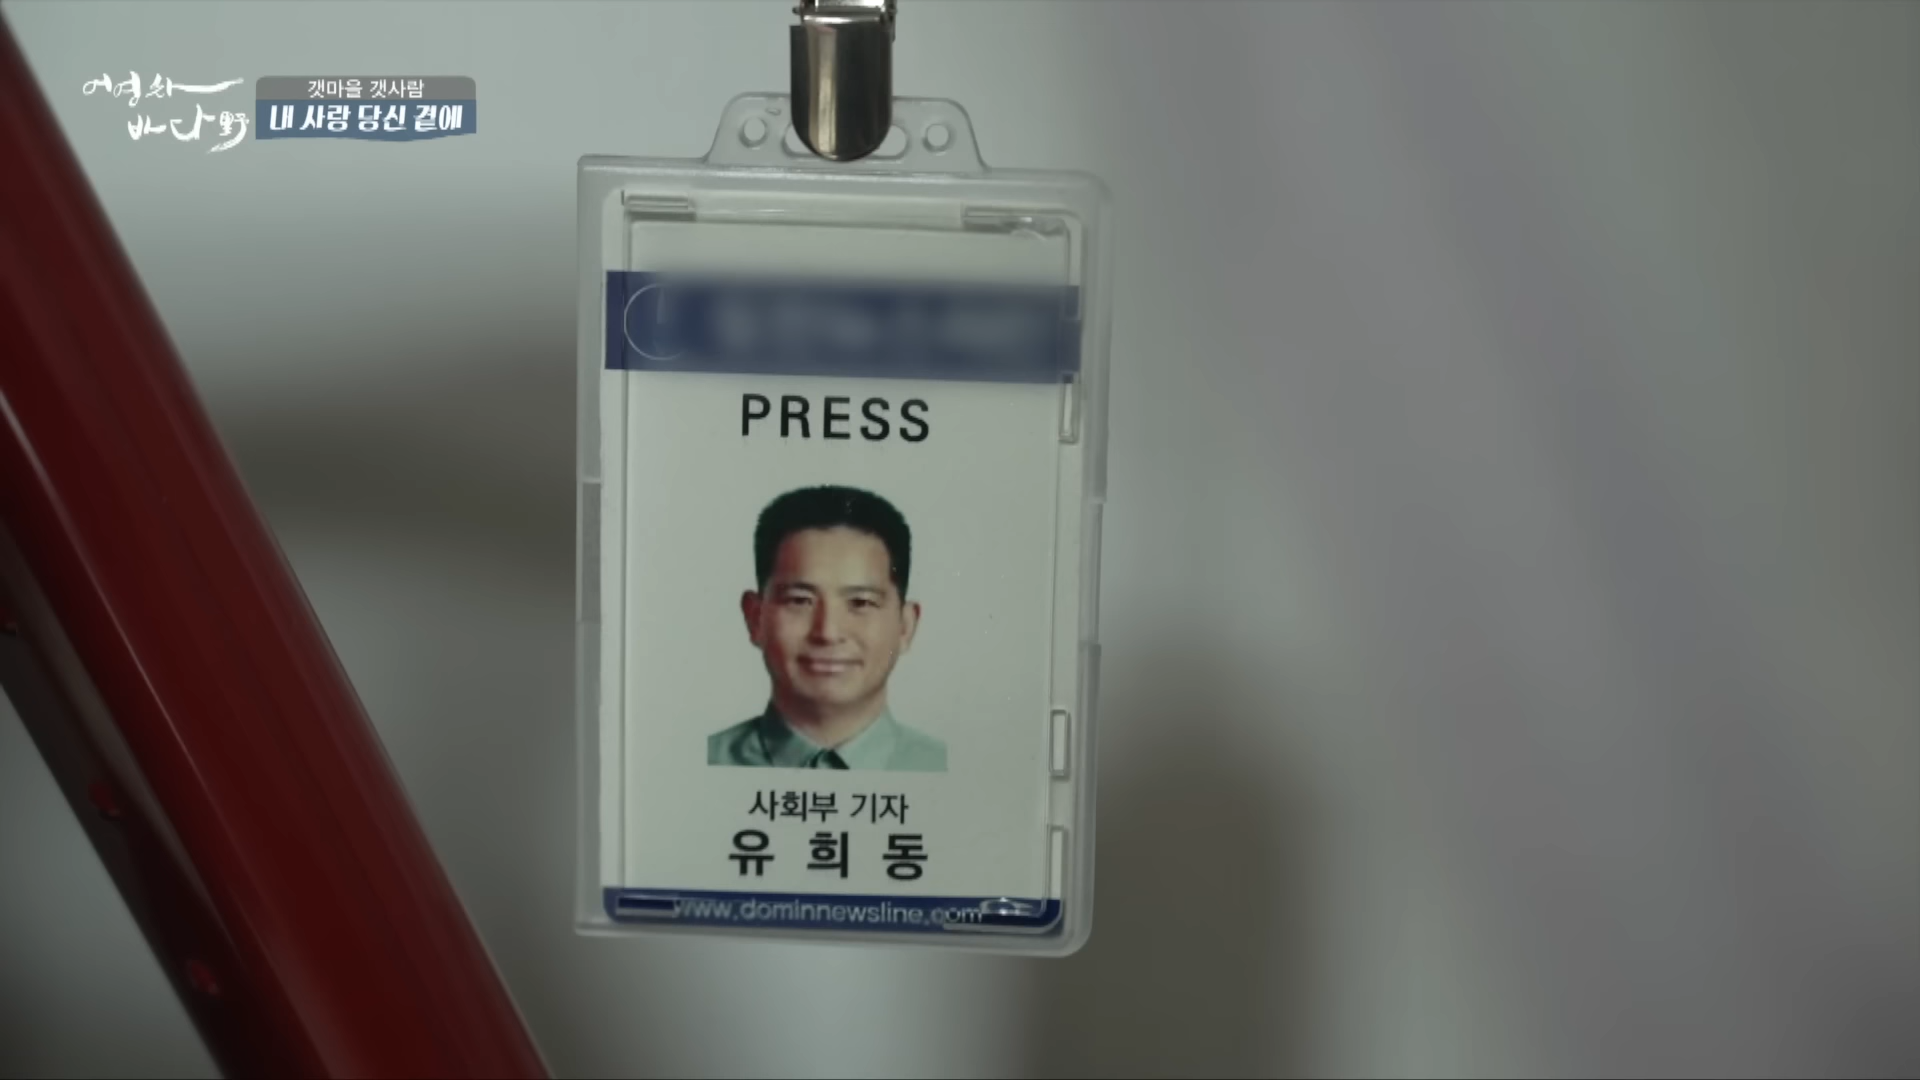 어영차
바다野
갯마을 갯사람
내 사랑 당신 곁에
PRESS
사회부 기자
유희동
www.dominnewsline.com